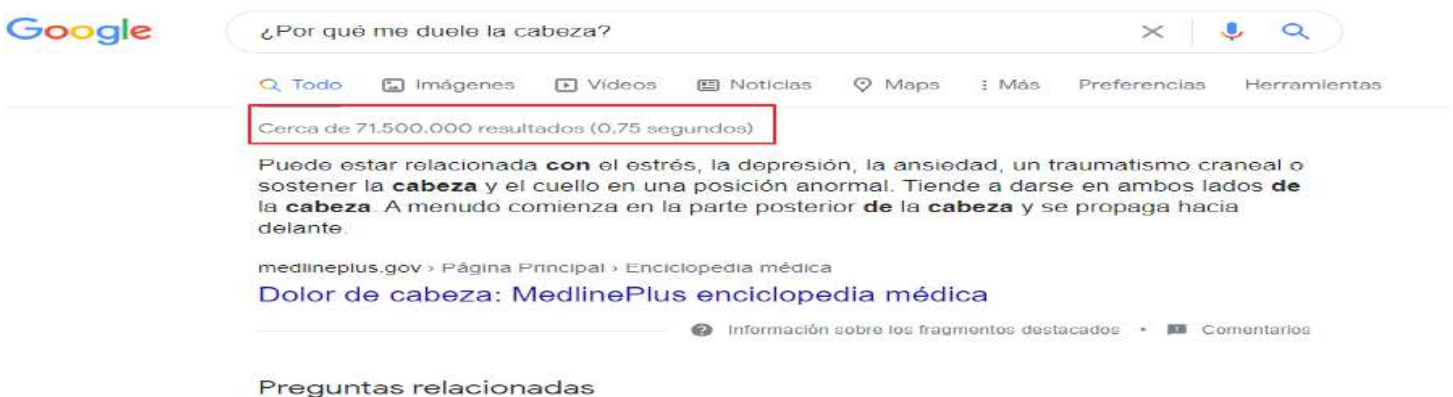 Google
¿Por qué me duele la cabeza?
Todo Imágenes Vídeos Noticias Maps Más Preferencias Herramientas
Cerca de 71.500.000 resultados (0,75 segundos)
Puede estar relacionada con el estrés, la depresión, la ansiedad, un traumatismo craneal o
sostener la cabeza y el cuello en una posición anormal. Tiende a darse en ambos lados de
la cabeza. A menudo comienza en la parte posterior de la cabeza y se propaga hacia
delante.
medlineplus.gov › Página Principal › Enciclopedia médica
Dolor de cabeza: MedlinePlus enciclopedia médica
Información sobre los fragmentos destacados • Comentarios
Preguntas relacionadas